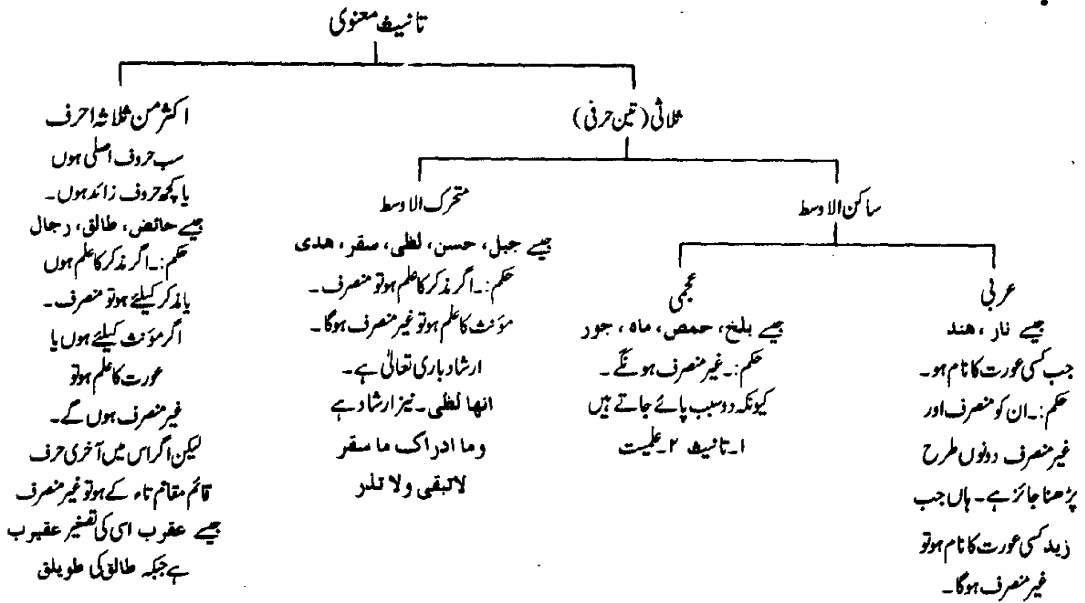 تانیث معنوی
ثلاثی (تین حرفی)
اکثر من ثلاثۃ احرف
ساکن الاوسط
متحرک الاوسط
عربی
جیسے نار ، ھند
جب کسی عورت کا نام ہو۔
حکم:۔ ان کو منصرف اور
غیر منصرف دونوں طرح
پڑھنا جائز ہے۔ ہاں جب
زید کسی عورت کا نام ہو تو
غیر منصرف ہوگا۔
عجمی
جیسے بلخ، حمص، ماہ ، جور
حکم:۔ غیر منصرف ہونگے۔
کیونکہ دو سبب پائے جاتے ہیں
۱۔تانیث ۲۔علمیت
جیسے جبل، حسن، لظی، سقر، ھدی
حکم:۔ اگر مذکر کا علم ہو تو منصرف۔
مؤنث کا علم ہو تو غیر منصرف ہوگا۔
ارشاد باری تعالیٰ ہے۔
انھا لظی۔ نیز ارشاد ہے
وما ادراک ما سقر
لاتبقی ولا تذر
سب حروف اصلی ہوں
یا کچھ حروف زائد ہوں۔
جیسے حائض، طالق، رجال
حکم:۔ اگر مذکر کا علم ہوں
یا مذکر کیلئے ہو تو منصرف۔
اگر مؤنث کیلئے ہوں یا
عورت کا علم ہو تو
غیر منصرف ہوں گے۔
لیکن اگر اس میں آخری حرف
قائم مقام تاء کے ہو تو غیر منصرف
جیسے عقرب اس کی تصغیر عقیرب
ہے جبکہ طالق کی طویلق